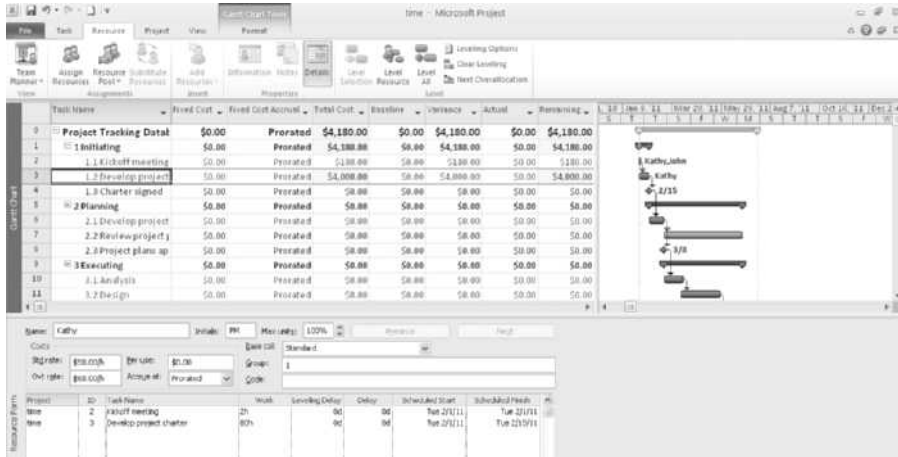 Gantt Chart Tools
time - Microsoft Project
File Task Resource Project View Format
Team Planner
Assign Resources
Resource Pool
Substitute Resources
Add Resources
Information Notes Details
Level Selection
Level Resource
Level All
Leveling Options
Clear Leveling
Next Overallocation
View Assignments Insert Properties Level
Task Name Fixed Cost Fixed Cost Accrual Total Cost Baseline Variance Actual Remaining
0 Project Tracking Datab $0.00 Prorated $4,180.00 $0.00 $4,180.00 $0.00 $4,180.00
1 1 Initiating $0.00 Prorated $4,180.00 $0.00 $4,180.00 $0.00 $4,180.00
2 1.1 Kickoff meeting $0.00 Prorated $180.00 $0.00 $180.00 $0.00 $180.00
3 1.2 Develop project $0.00 Prorated $4,000.00 $0.00 $4,000.00 $0.00 $4,000.00
4 1.3 Charter signed $0.00 Prorated $0.00 $0.00 $0.00 $0.00 $0.00
5 2 Planning $0.00 Prorated $0.00 $0.00 $0.00 $0.00 $0.00
6 2.1 Develop project $0.00 Prorated $0.00 $0.00 $0.00 $0.00 $0.00
7 2.2 Review project p $0.00 Prorated $0.00 $0.00 $0.00 $0.00 $0.00
8 2.3 Project plans ap $0.00 Prorated $0.00 $0.00 $0.00 $0.00 $0.00
9 3 Executing $0.00 Prorated $0.00 $0.00 $0.00 $0.00 $0.00
10 3.1 Analysis $0.00 Prorated $0.00 $0.00 $0.00 $0.00 $0.00
11 3.2 Design $0.00 Prorated $0.00 $0.00 $0.00 $0.00 $0.00
Kathy,John
Kathy
2/15
3/8
Gantt Chart
Name: Kathy Initials: Max units: 100% Previous Next
Costs Base cal: Standard
Std rate: Per use: $0.00 Group: 1
Ovt rate: Accrue at: Prorated Code:
Project ID Task Name Work Leveling Delay Delay Scheduled Start Scheduled Finish
time 2 Kickoff meeting 2h 0d 0d Tue 2/1/11 Tue 2/1/11
time 3 Develop project charter 80h 0d 0d Tue 2/1/11 Tue 2/15/11
Resource Form